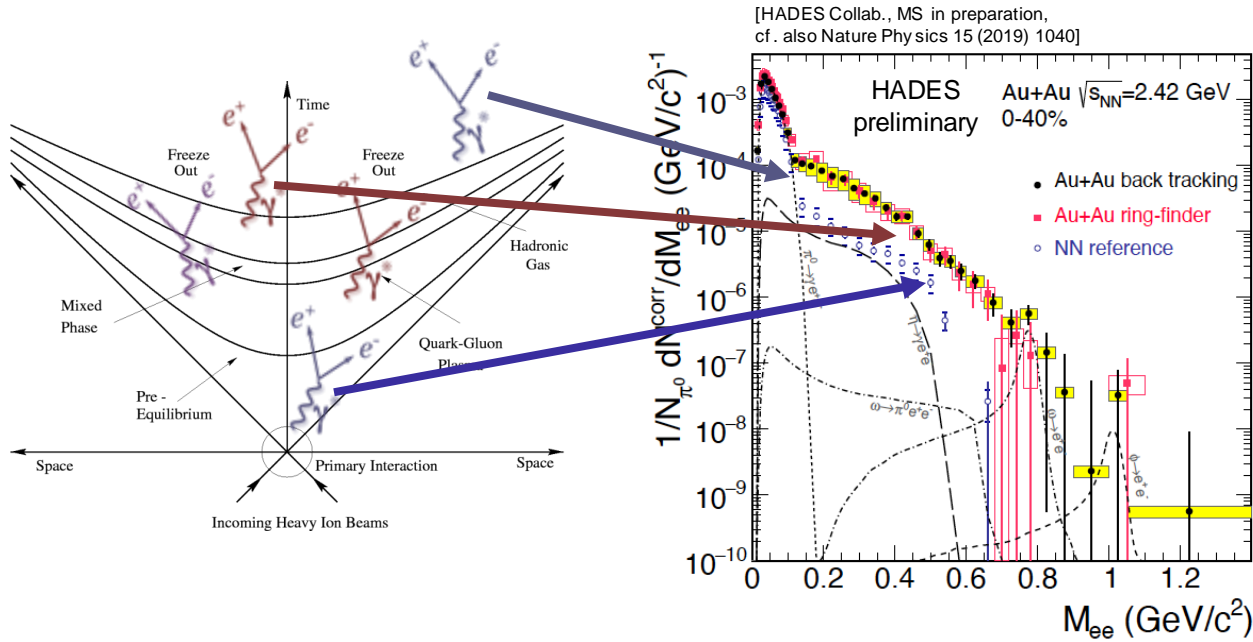 [HADES Collab., MS in preparation,
cf. also Nature Physics 15 (2019) 1040]
e⁺ e⁻
γ*
e⁺ e⁻
γ*
e⁺ e⁻
γ*
e⁺ e⁻
γ*
e⁺ e⁻
γ*
Time
Freeze
Out
Freeze
Out
Hadronic
Gas
Mixed
Phase
Quark-Gluon
Pre -
Equilibrium
Space
Primary Interaction
Space
Incoming Heavy Ion Beams
HADES
preliminary
Au+Au √sNN=2.42 GeV
0-40%
Au+Au back tracking
Au+Au ring-finder
NN reference
1/Nπ⁰ dNᶜᵒʳʳ/dMee (GeV/c²)⁻¹
10⁻³
10⁻⁴
10⁻⁵
10⁻⁶
10⁻⁷
10⁻⁸
10⁻⁹
10⁻¹⁰
π⁰→γe⁺
η→γe⁺e
ω→π⁰e⁺e⁻
ω→e⁺e
ϕ→e⁺e
0 0.2 0.4 0.6 0.8 1 1.2
Mee (GeV/c²)